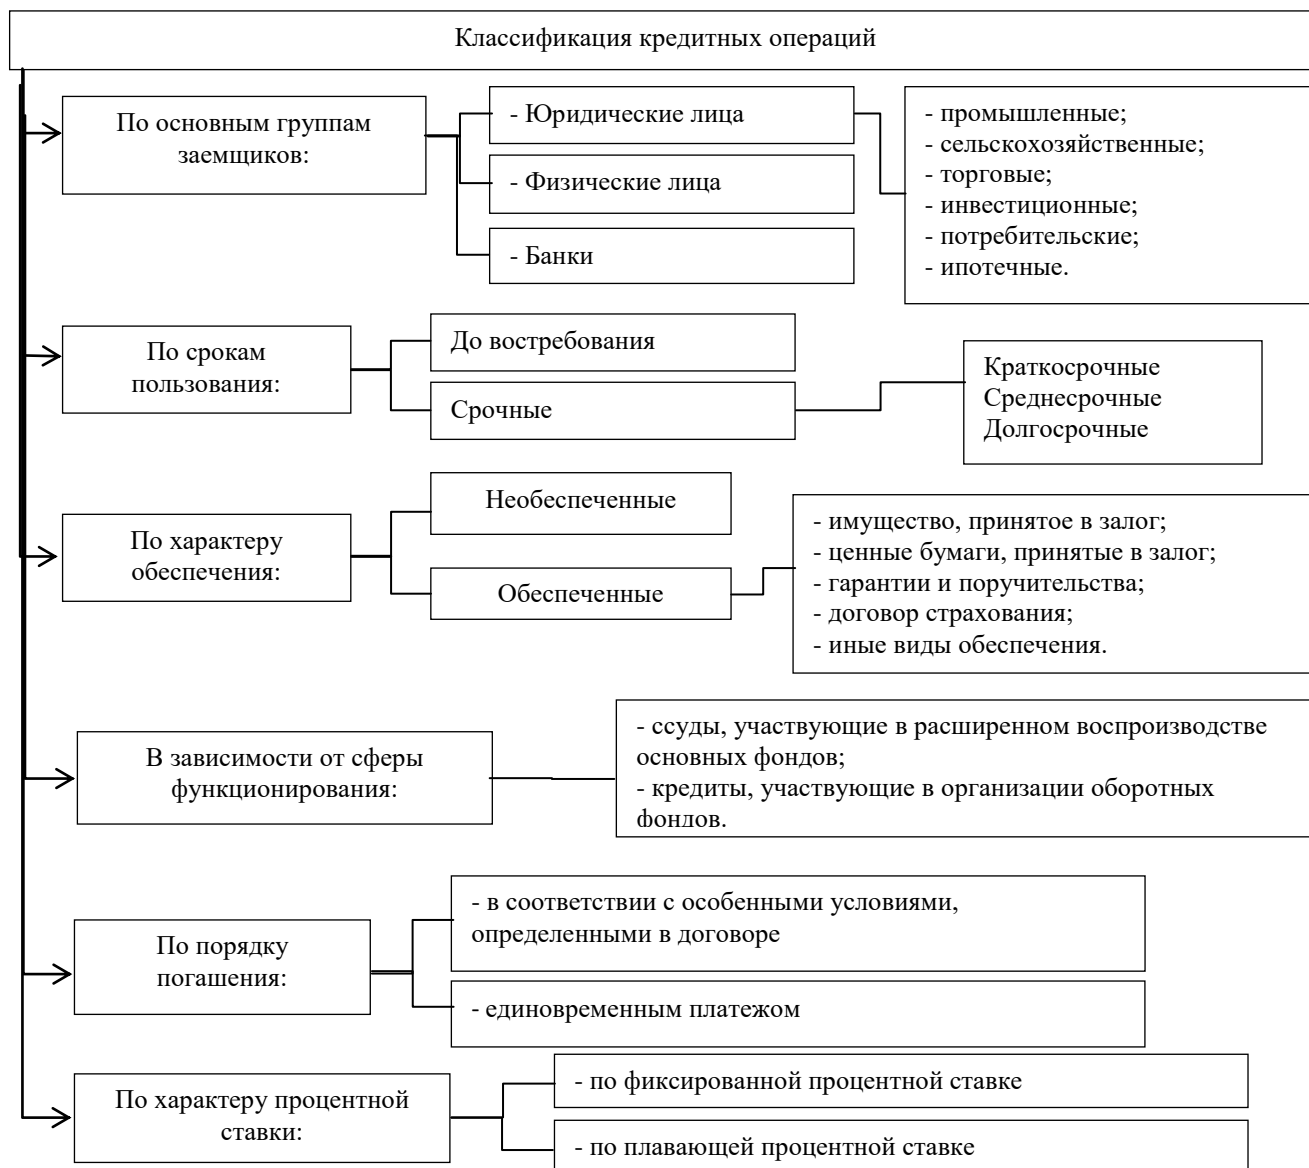 Классификация кредитных операций
По основным группам
заемщиков:
- Юридические лица
- Физические лица
- Банки
- промышленные;
- сельскохозяйственные;
- торговые;
- инвестиционные;
- потребительские;
- ипотечные.
По срокам
пользования:
До востребования
Срочные
Краткосрочные
Среднесрочные
Долгосрочные
По характеру
обеспечения:
Необеспеченные
Обеспеченные
- имущество, принятое в залог;
- ценные бумаги, принятые в залог;
- гарантии и поручительства;
- договор страхования;
- иные виды обеспечения.
В зависимости от сферы
функционирования:
- ссуды, участвующие в расширенном воспроизводстве
основных фондов;
- кредиты, участвующие в организации оборотных
фондов.
По порядку
погашения:
- в соответствии с особенными условиями,
определенными в договоре
- единовременным платежом
По характеру процентной
ставки:
- по фиксированной процентной ставке
- по плавающей процентной ставке